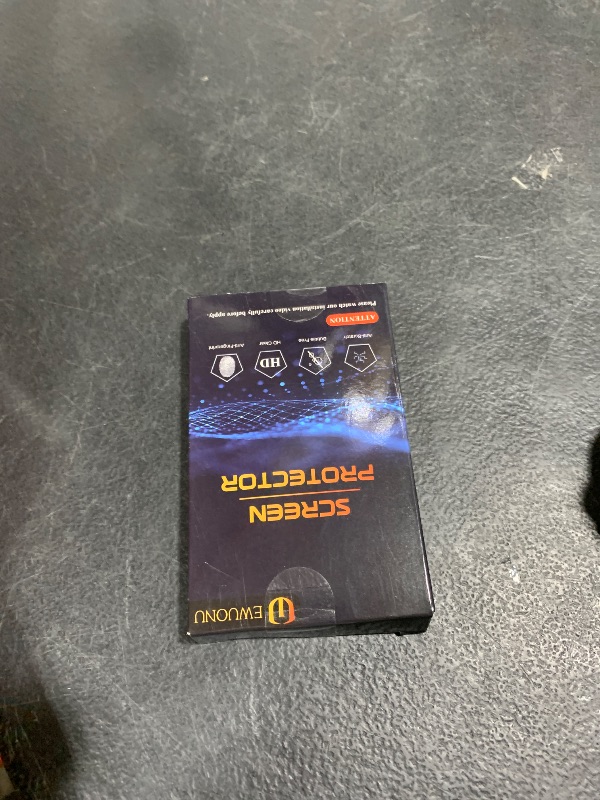 EWUONU
SCREEN
PROTECTOR
Anti-Scratch
Bubble Free
HD
HD Clear
Anti-Fingerprint
ATTENTION
Please watch our installation video carefully before apply.